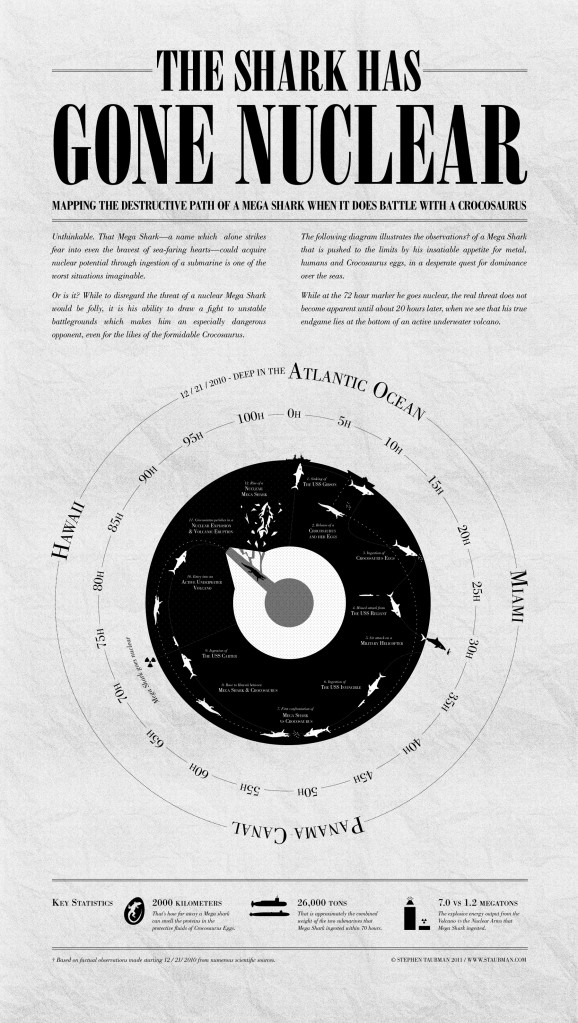 THE SHARK HAS
GONE NUCLEAR
MAPPING THE DESTRUCTIVE PATH OF A MEGA SHARK WHEN IT DOES BATTLE WITH A CROCOSAURUS
Unthinkable. That Mega Shark—a name which alone strikes
fear into even the bravest of sea-faring hearts—could acquire
nuclear potential through ingestion of a submarine is one of the
worst situations imaginable.
Or is it? While to disregard the threat of a nuclear Mega Shark
would be folly, it is his ability to draw a fight to unstable
battlegrounds which makes him an especially dangerous
opponent, even for the likes of the formidable Crocosaurus.
The following diagram illustrates the observations† of a Mega Shark
that is pushed to the limits by his insatiable appetite for metal,
humans and Crocosaurus eggs, in a desperate quest for dominance
over the seas.
While at the 72 hour marker he goes nuclear, the real threat does not
become apparent until about 20 hours later, when we see that his true
endgame lies at the bottom of an active underwater volcano.
12 / 21 / 2010 - DEEP IN THE ATLANTIC OCEAN
MIAMI
PANAMA CANAL
HAWAII
0H
5H
10H
15H
20H
25H
30H
35H
40H
45H
50H
55H
60H
65H
70H
75H
80H
85H
90H
95H
100H
Mega Shark goes nuclear
1. Sinking of
THE USS GIBSON
2. Release of a
CROCOSAURUS
AND HER EGGS
3. Ingestion of
CROCOSAURUS EGGS
4. Missed attack from
THE USS REGENT
5. Jet attack on a
MILITARY HELICOPTER
6. Ingestion of
THE USS INVINCIBLE
7. First confrontation of
MEGA SHARK
VS CROCOSAURUS
8. Race to Hawaii between
MEGA SHARK & CROCOSAURUS
9. Ingestion of
THE USS CARTER
10. Entry into an
ACTIVE UNDERWATER
VOLCANO
11. Crocosaurus perishes in a
NUCLEAR EXPLOSION
& VOLCANO ERUPTION
12. Rise of a
NUCLEAR
MEGA SHARK
KEY STATISTICS
2000 KILOMETERS
That's how far away a Mega shark
can smell the proteins in the
protective fluids of Crocosaurus Eggs.
26,000 TONS
That is approximately the combined
weight of the two submarines that
Mega Shark ingested within 70 hours.
7.0 VS 1.2 MEGATONS
The explosive energy output from the
Volcano vs the Nuclear Arms that
Mega Shark ingested.
† Based on factual observations made starting 12 / 21 / 2010 from numerous scientific sources.
© STEPHEN TAUBMAN 2011 / WWW.STAUBMAN.COM